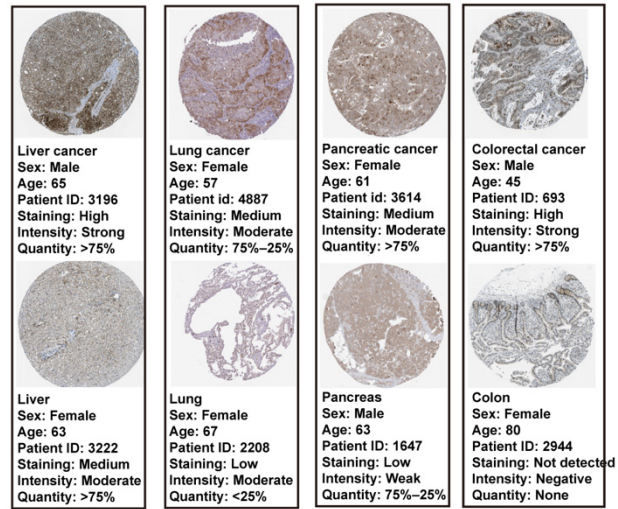 Liver cancer
Sex: Male
Age: 65
Patient ID: 3196
Staining: High
Intensity: Strong
Quantity: >75%
Lung cancer
Sex: Female
Age: 57
Patient id: 4887
Staining: Medium
Intensity: Moderate
Quantity: 75%–25%
Pancreatic cancer
Sex: Female
Age: 61
Patient id: 3614
Staining: Medium
Intensity: Moderate
Quantity: >75%
Colorectal cancer
Sex: Male
Age: 45
Patient ID: 693
Staining: High
Intensity: Strong
Quantity: >75%
Liver
Sex: Female
Age: 63
Patient ID: 3222
Staining: Medium
Intensity: Moderate
Quantity: >75%
Lung
Sex: Female
Age: 67
Patient ID: 2208
Staining: Low
Intensity: Moderate
Quantity: <25%
Pancreas
Sex: Male
Age: 63
Patient ID: 1647
Staining: Low
Intensity: Weak
Quantity: 75%–25%
Colon
Sex: Female
Age: 80
Patient ID: 2944
Staining: Not detected
Intensity: Negative
Quantity: None